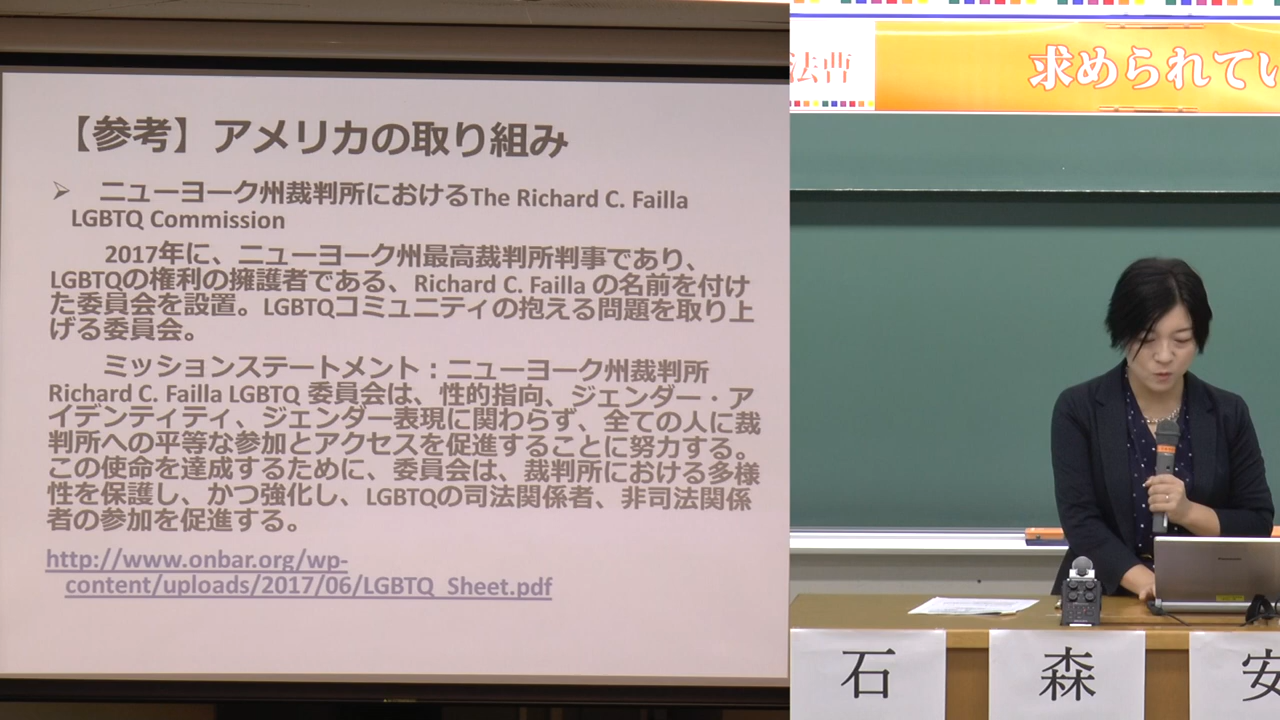 【参考】アメリカの取り組み
➢ ニューヨーク州裁判所におけるThe Richard C. Failla
LGBTQ Commission
2017年に、ニューヨーク州最高裁判所判事であり、
LGBTQの権利の擁護者である、Richard C. Failla の名前を付け
た委員会を設置。LGBTQコミュニティの抱える問題を取り上
げる委員会。
ミッションステートメント：ニューヨーク州裁判所
Richard C. Failla LGBTQ 委員会は、性的指向、ジェンダー・ア
イデンティティ、ジェンダー表現に関わらず、全ての人に裁
判所への平等な参加とアクセスを促進することに努力する。
この使命を達成するために、委員会は、裁判所における多様
性を保護し、かつ強化し、LGBTQの司法関係者、非司法関係
者の参加を促進する。
http://www.onbar.org/wp-
content/uploads/2017/06/LGBTQ_Sheet.pdf
法曹
求められてい
Panasonic
石
森
安